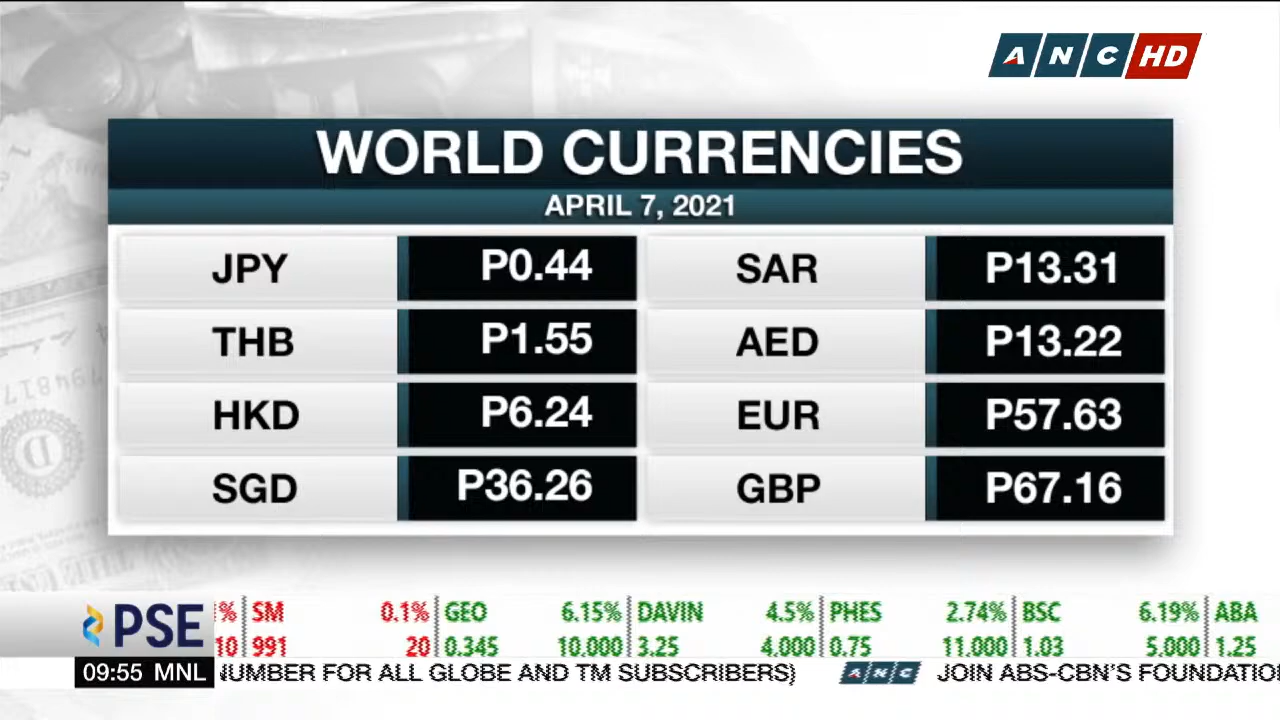 ANC HD
WORLD CURRENCIES
APRIL 7, 2021
JPY P0.44 SAR P13.31
THB P1.55 AED P13.22
HKD P6.24 EUR P57.63
SGD P36.26 GBP P67.16
PSE % SM 0.1% GEO 6.15% DAVIN 4.5% PHES 2.74% BSC 6.19% ABA
10 991 20 0.345 10.000 3.25 4,000 0.75 11.000 1.03 5,000 1.25
09:55 MNL NUMBER FOR ALL GLOBE AND TM SUBSCRIBERS) ANC JOIN ABS-CBN'S FOUNDATIO